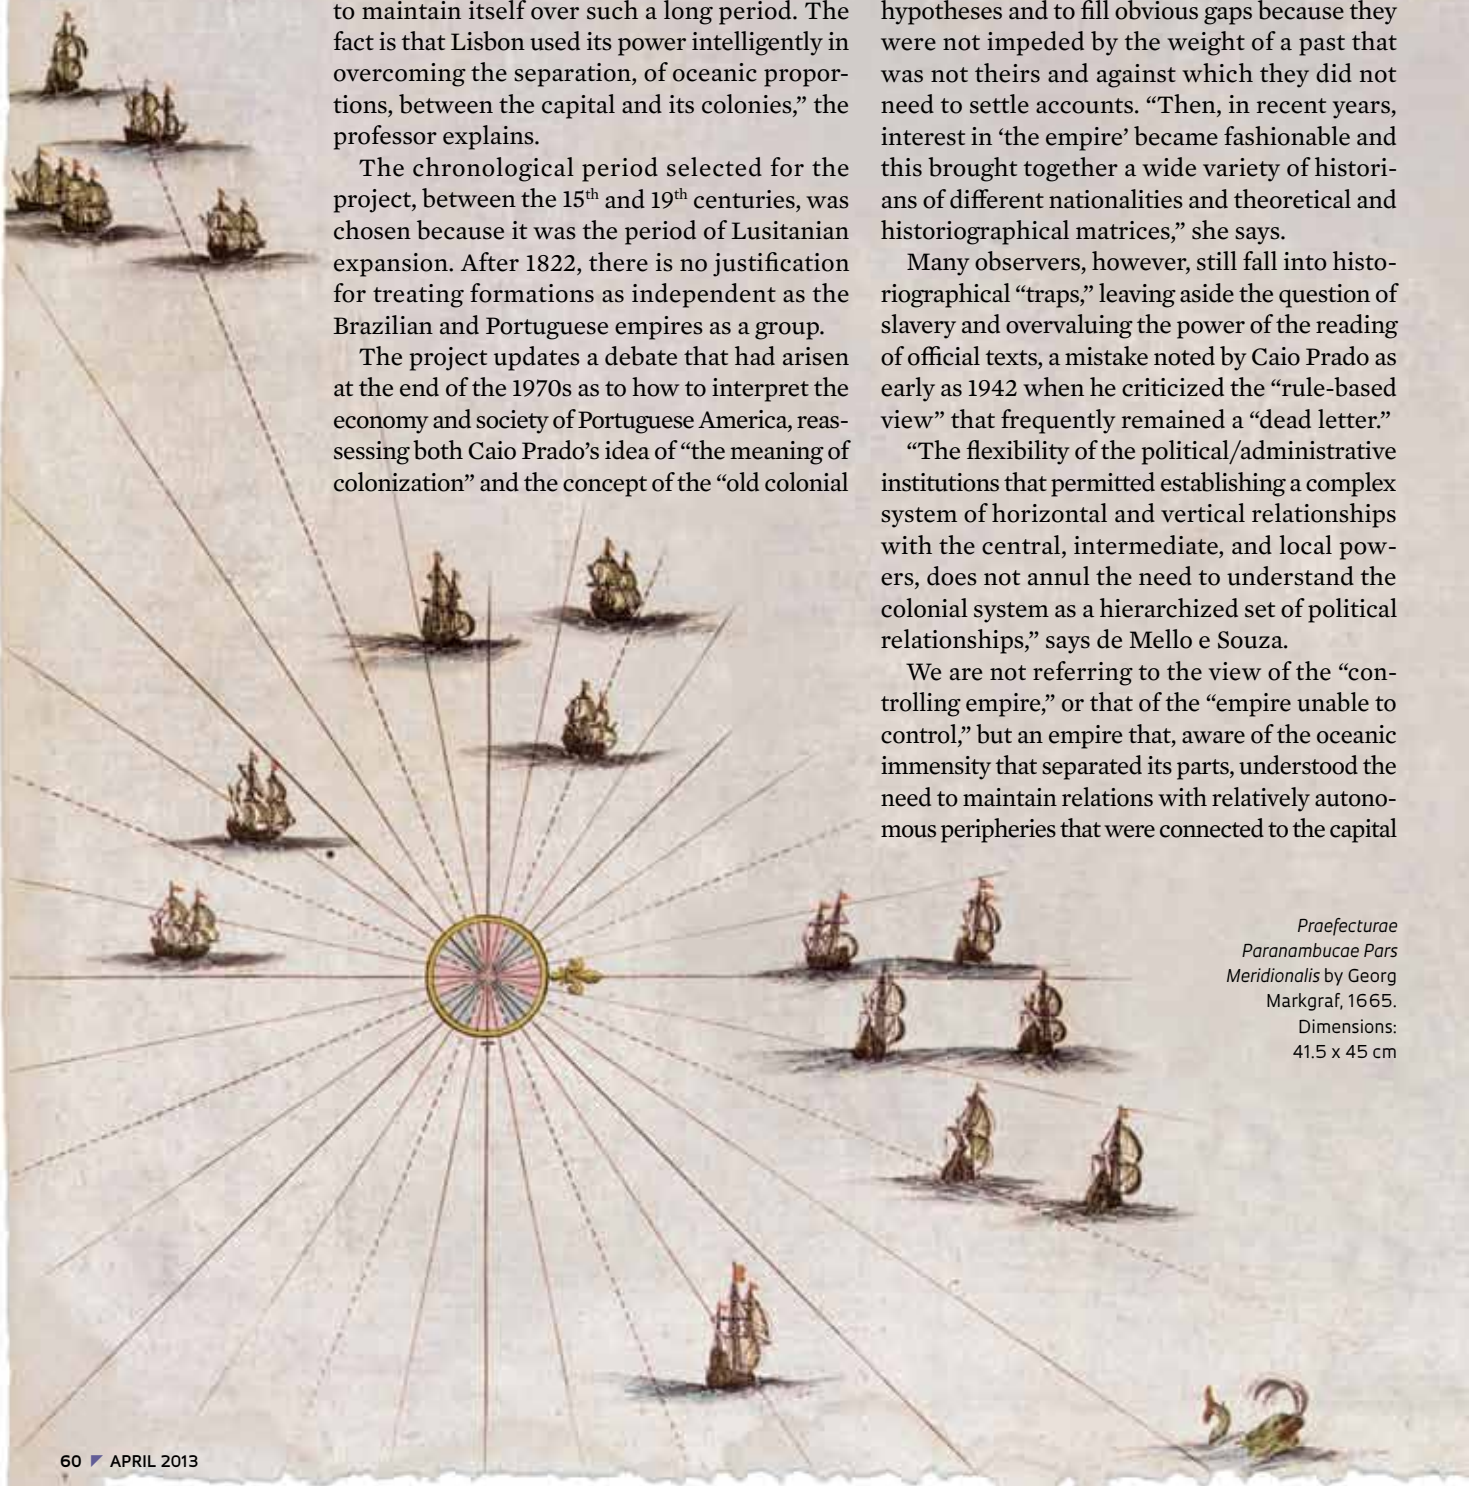 to maintain itself over such a long period. The
fact is that Lisbon used its power intelligently in
overcoming the separation, of oceanic propor-
tions, between the capital and its colonies,” the
professor explains.
The chronological period selected for the
project, between the 15th and 19th centuries, was
chosen because it was the period of Lusitanian
expansion. After 1822, there is no justification
for treating formations as independent as the
Brazilian and Portuguese empires as a group.
The project updates a debate that had arisen
at the end of the 1970s as to how to interpret the
economy and society of Portuguese America, reas-
sessing both Caio Prado’s idea of “the meaning of
colonization” and the concept of the “old colonial
hypotheses and to fill obvious gaps because they
were not impeded by the weight of a past that
was not theirs and against which they did not
need to settle accounts. “Then, in recent years,
interest in ‘the empire’ became fashionable and
this brought together a wide variety of histori-
ans of different nationalities and theoretical and
historiographical matrices,” she says.
Many observers, however, still fall into histo-
riographical “traps,” leaving aside the question of
slavery and overvaluing the power of the reading
of official texts, a mistake noted by Caio Prado as
early as 1942 when he criticized the “rule-based
view” that frequently remained a “dead letter.”
“The flexibility of the political/administrative
institutions that permitted establishing a complex
system of horizontal and vertical relationships
with the central, intermediate, and local pow-
ers, does not annul the need to understand the
colonial system as a hierarchized set of political
relationships,” says de Mello e Souza.
We are not referring to the view of the “con-
trolling empire,” or that of the “empire unable to
control,” but an empire that, aware of the oceanic
immensity that separated its parts, understood the
need to maintain relations with relatively autono-
mous peripheries that were connected to the capital
Praefecturae
Paranambucae Pars
Meridionalis by Georg
Markgraf, 1665.
Dimensions:
41.5 x 45 cm
60 APRIL 2013